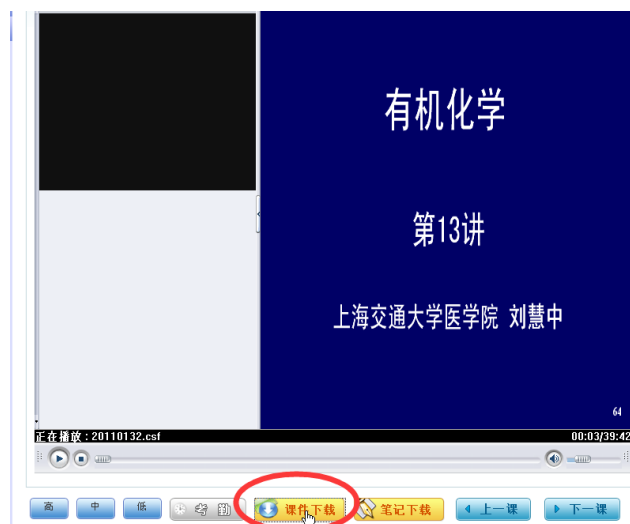 有机化学
第13讲
上海交通大学医学院 刘慧中
64
正在播放:20110132.csf 00:03/39:42
高 中 低 考勤 课件下载 笔记下载 上一课 下一课